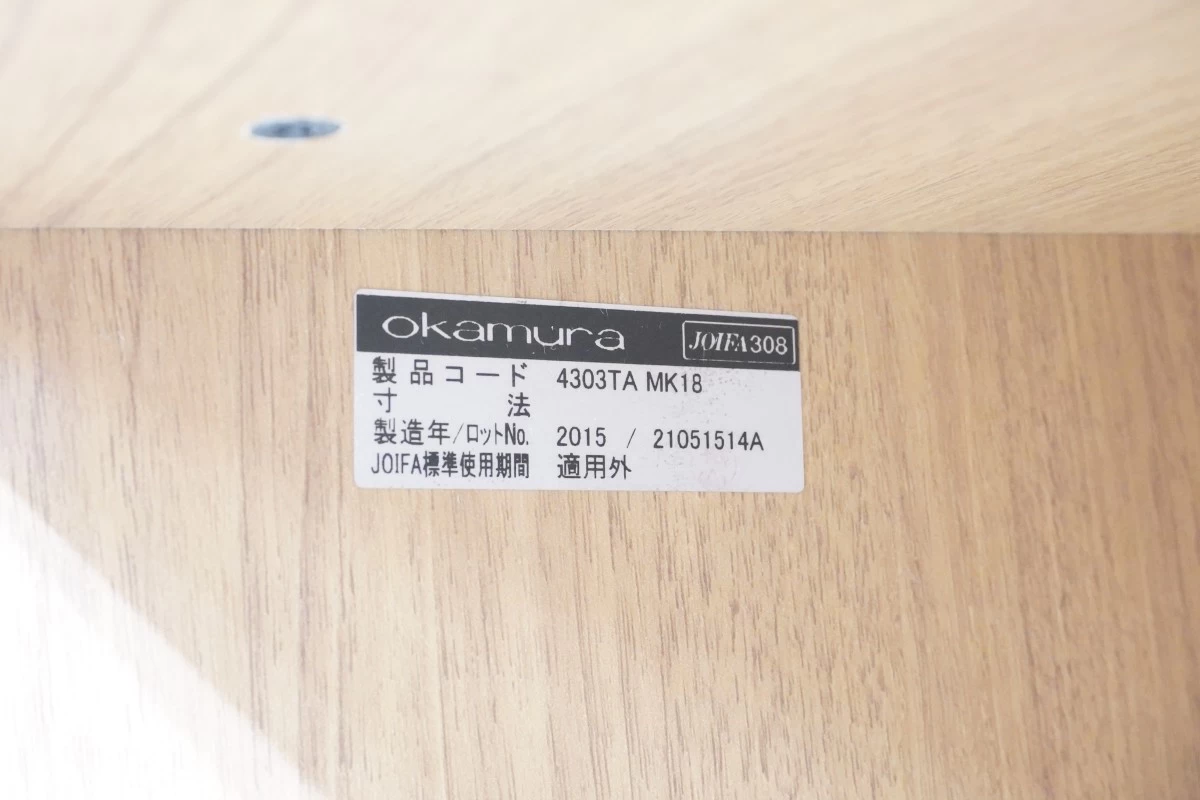 okamura JOIFA308
製品コード 4303TA MK18
寸法
製造年/ロットNo. 2015 / 21051514A
JOIFA標準使用期間 適用外